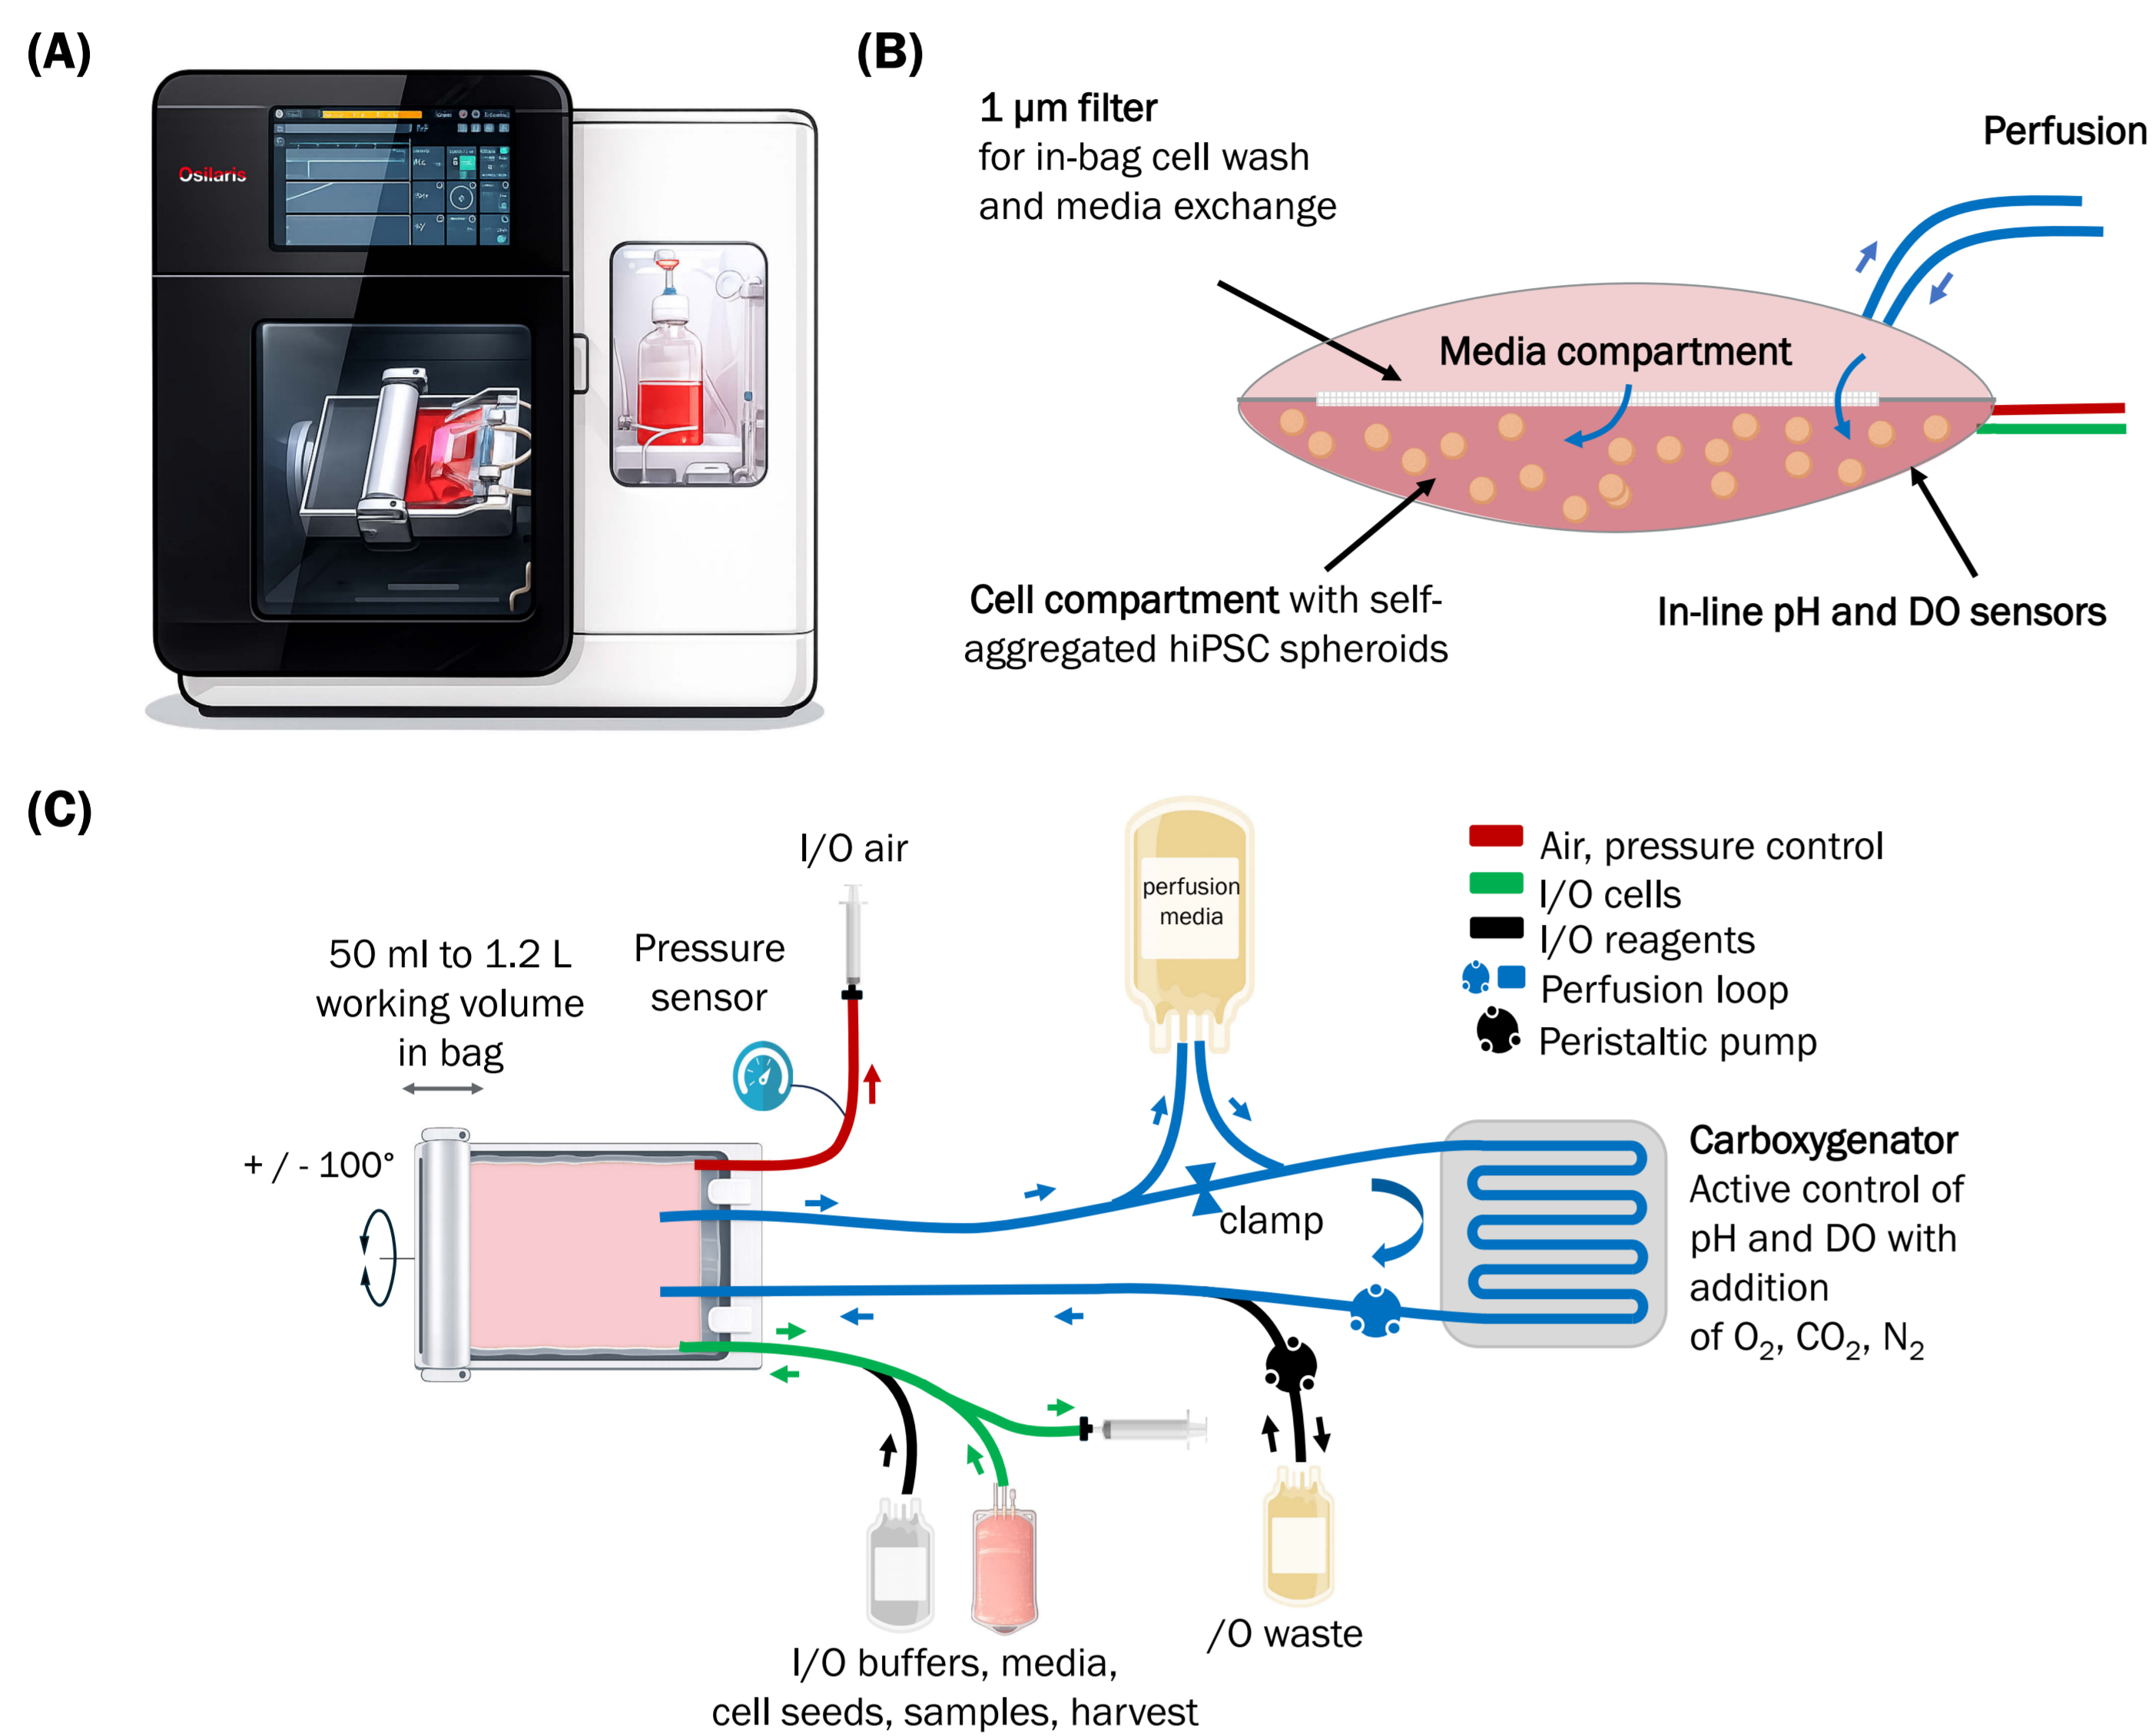 (A)
Osilaris
(B)
1 µm filter
for in-bag cell wash
and media exchange
Perfusion
Media compartment
Cell compartment with self-
aggregated hiPSC spheroids
In-line pH and DO sensors
(C)
I/O air
50 ml to 1.2 L
working volume
in bag
Pressure
sensor
+ / - 100°
perfusion
media
clamp
Air, pressure control
I/O cells
I/O reagents
Perfusion loop
Peristaltic pump
Carboxygenator
Active control of
pH and DO with
addition
of O₂, CO₂, N₂
/O waste
I/O buffers, media,
cell seeds, samples, harvest